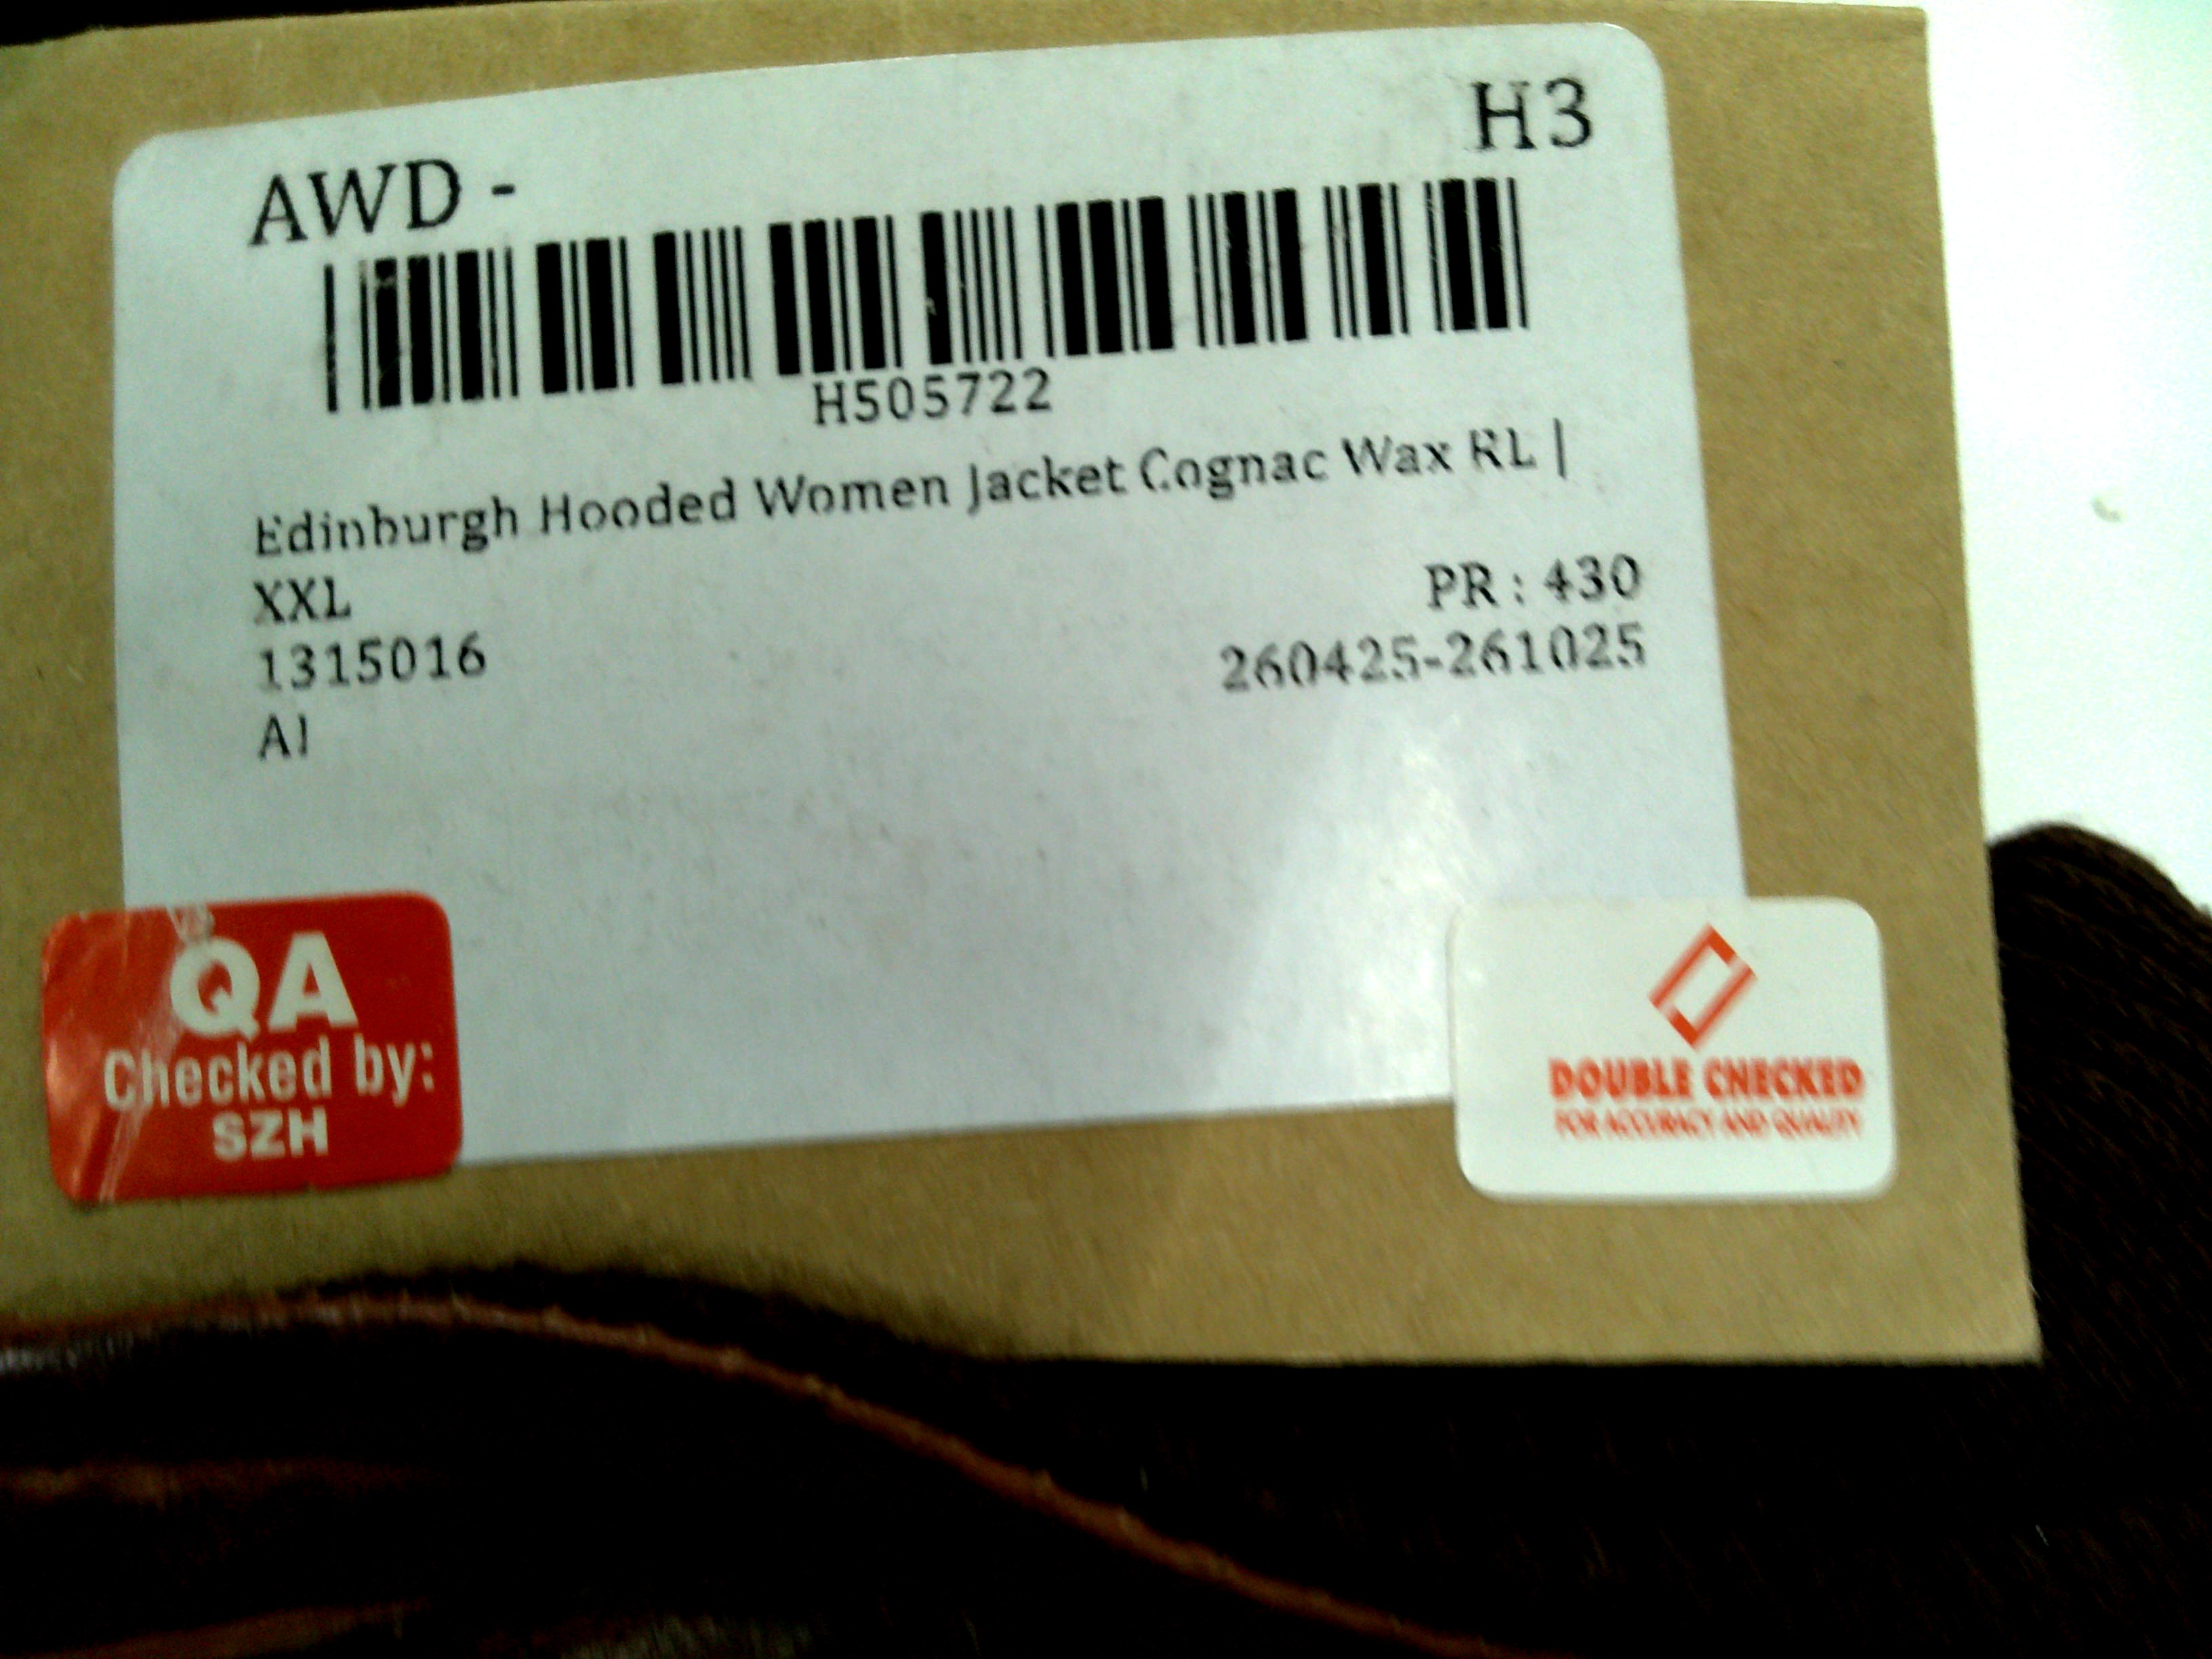 H3
AWD -
H505722
Edinburgh Hooded Women Jacket Cognac Wax RL |
XXL
PR : 430
1315016
260425-261025
AI
QA
Checked by:
SZH
DOUBLE CHECKED
FOR ACCURACY AND QUALITY